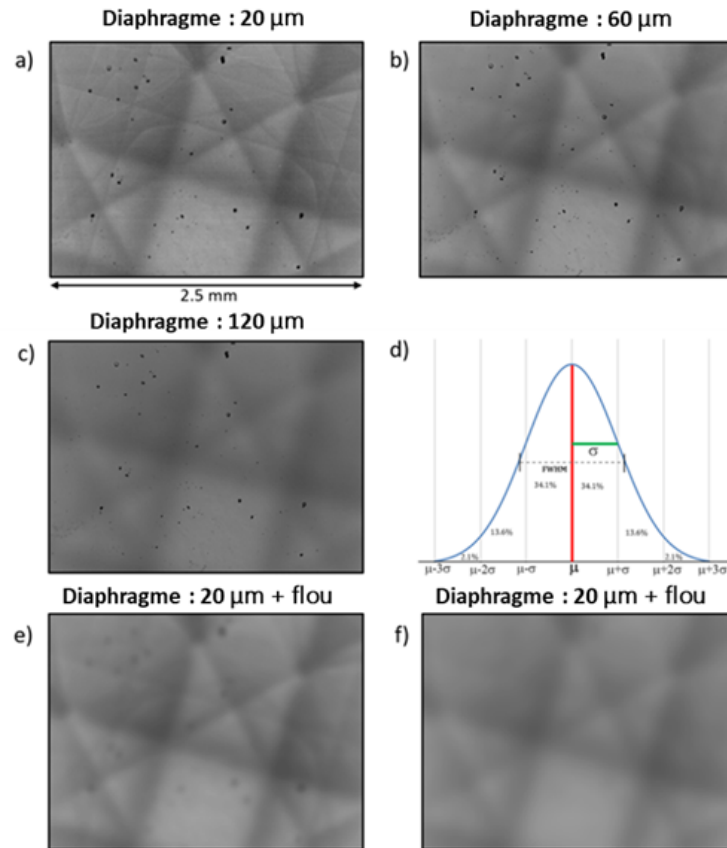 Diaphragme : 20 μm
Diaphragme : 60 μm
a)
b)
2.5 mm
Diaphragme : 120 μm
c)
d)
σ
FWHM
34.1%
34.1%
13.6%
13.6%
2.1%
2.1%
μ-3σ
μ-2σ
μ-σ
μ
μ+σ
μ+2σ
μ+3σ
Diaphragme : 20 μm + flou
Diaphragme : 20 μm + flou
e)
f)